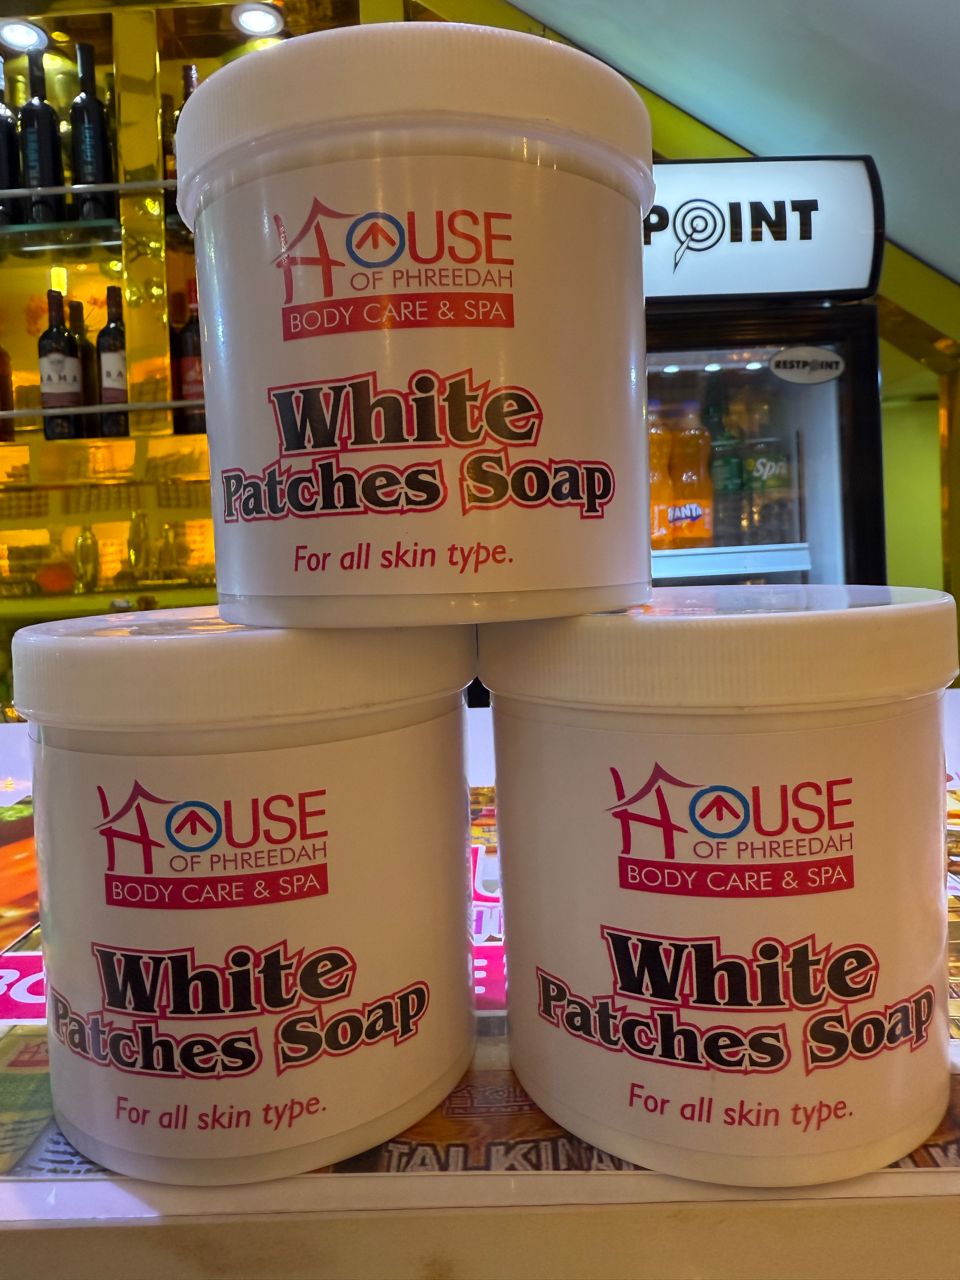 HOUSE
OF PHREEDAH
BODY CARE & SPA
White
Patches Soap
For all skin type.
POINT
RESTPOINT
FANTA
HOUSE
OF PHREEDAH
BODY CARE & SPA
White
Patches Soap
For all skin type.
HOUSE
OF PHREEDAH
BODY CARE & SPA
White
Patches Soap
For all skin type.